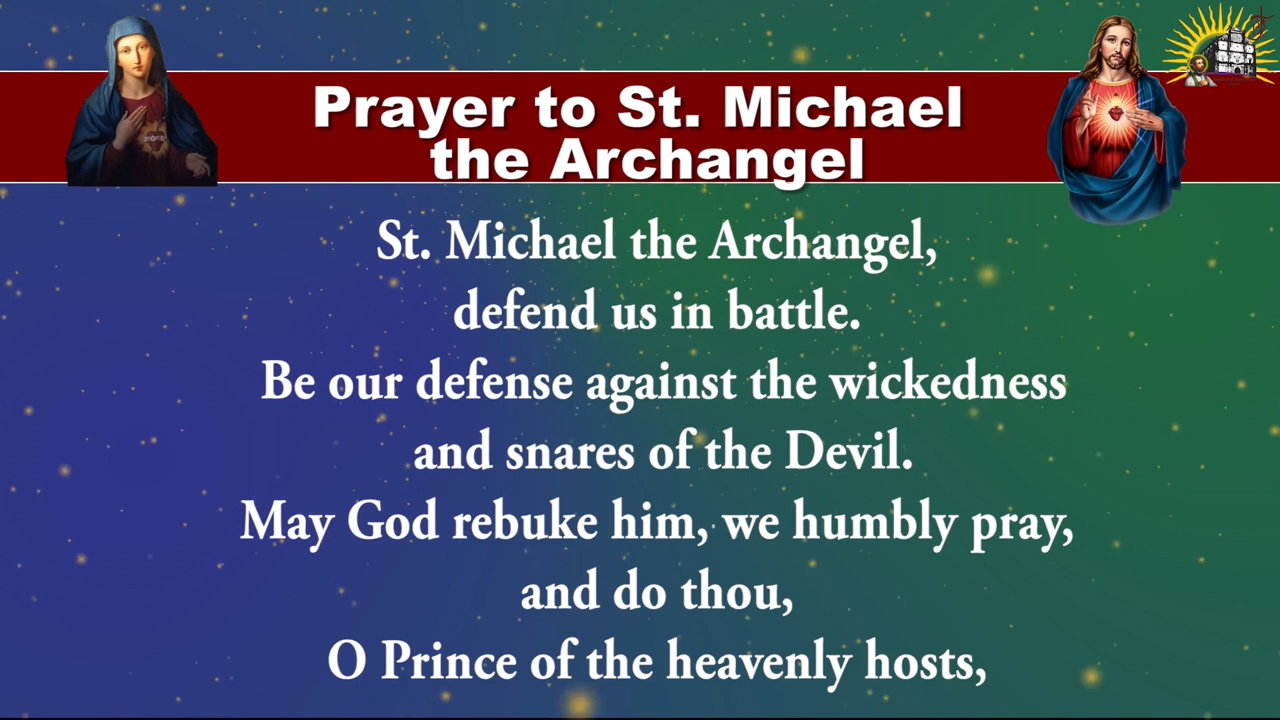 Prayer to St. Michael
the Archangel
St. Michael the Archangel,
defend us in battle.
Be our defense against the wickedness
and snares of the Devil.
May God rebuke him, we humbly pray,
and do thou,
O Prince of the heavenly hosts,